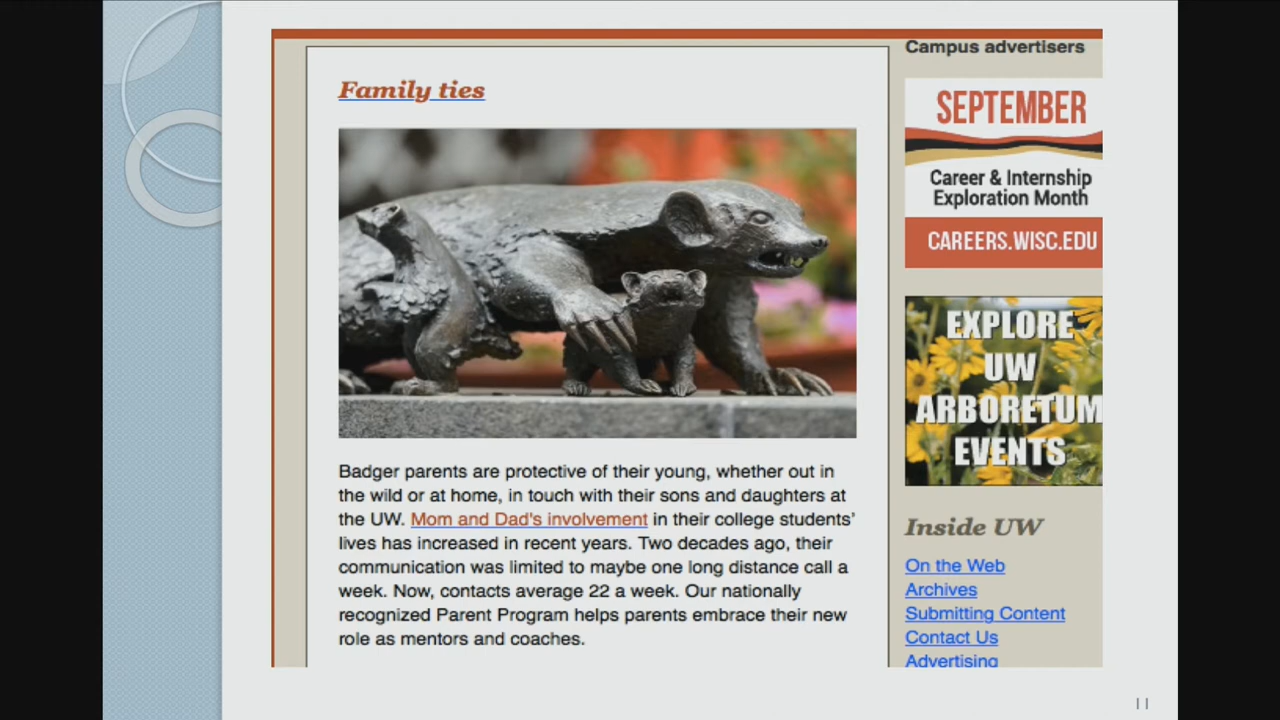 Family ties
Badger parents are protective of their young, whether out in
the wild or at home, in touch with their sons and daughters at
the UW. Mom and Dad's involvement in their college students'
lives has increased in recent years. Two decades ago, their
communication was limited to maybe one long distance call a
week. Now, contacts average 22 a week. Our nationally
recognized Parent Program helps parents embrace their new
role as mentors and coaches.
Campus advertisers
SEPTEMBER
Career & Internship
Exploration Month
CAREERS.WISC.EDU
EXPLORE
UW
ARBORETUM
EVENTS
Inside UW
On the Web
Archives
Submitting Content
Contact Us
Advertising
11